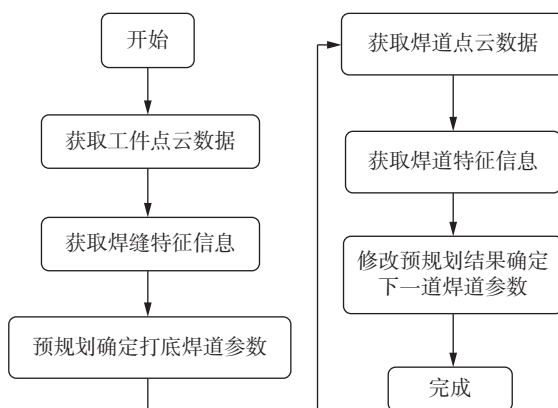 开始
获取工件点云数据
获取焊缝特征信息
预规划确定打底焊道参数
获取焊道点云数据
获取焊道特征信息
修改预规划结果确定
下一道焊道参数
完成